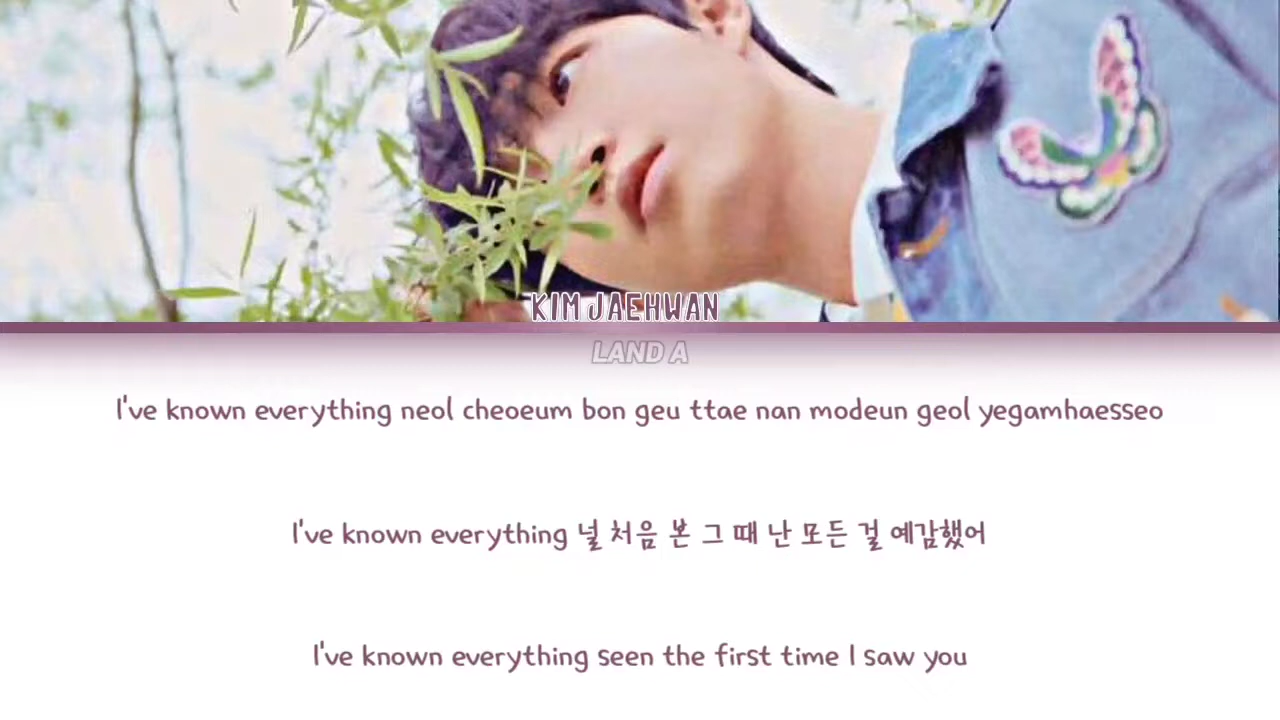 KIM JAEHWAN
LAND A
I've known everything neol cheoeum bon geu ttae nan modeun geol yegamhaesseo
I've known everything 널 처음 본 그 때 난 모든 걸 예감했어
I've known everything seen the first time I saw you